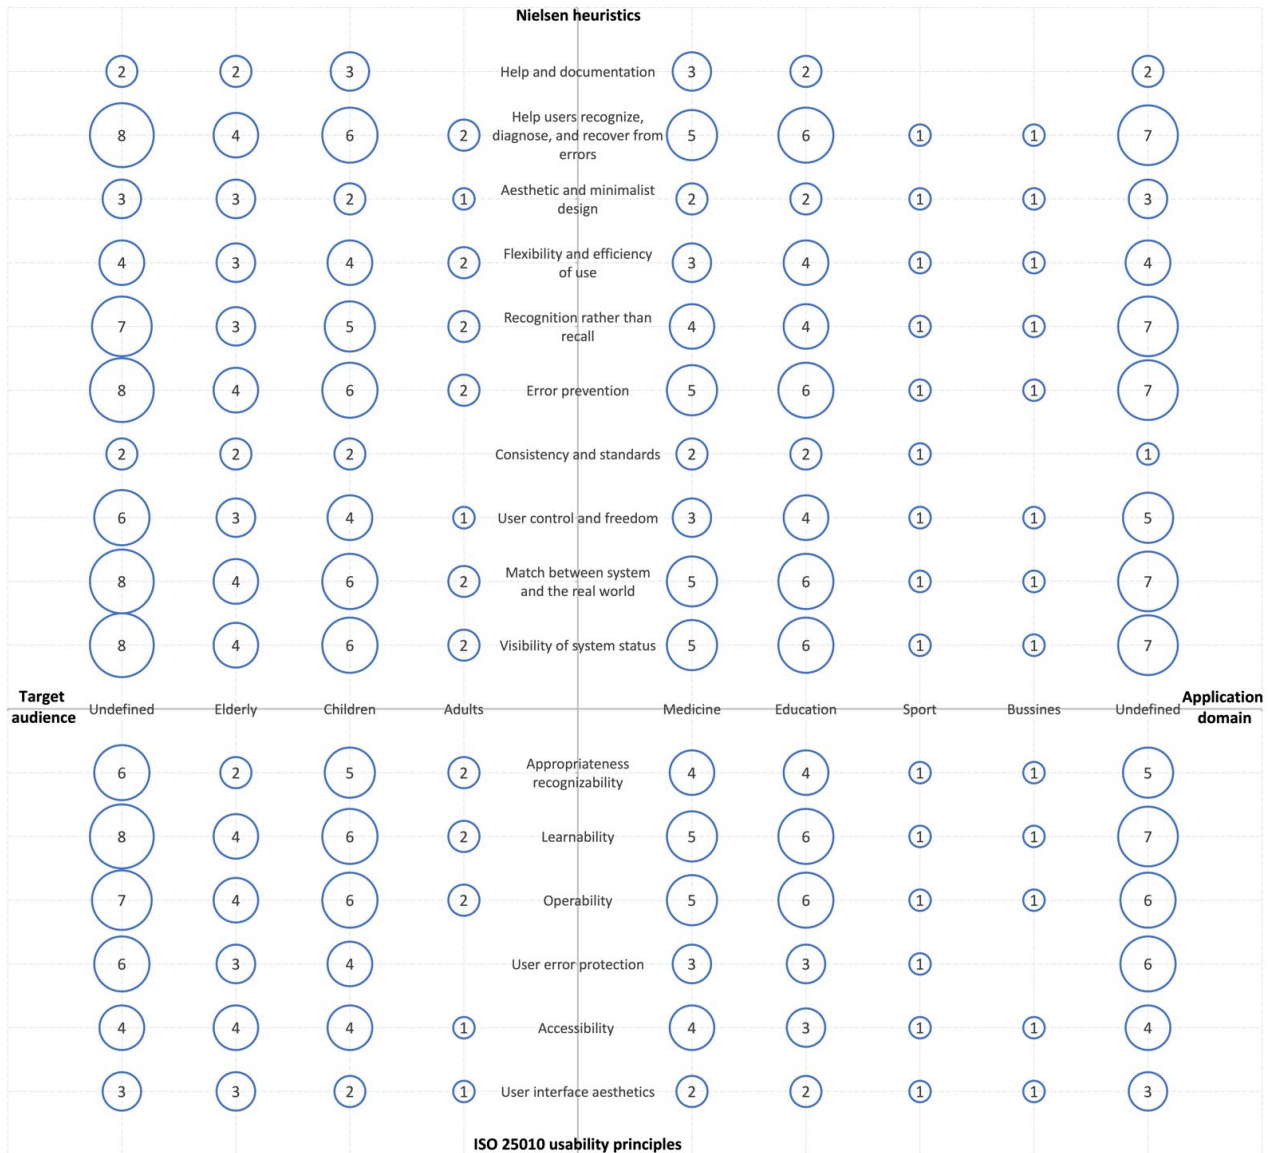 Nielsen heuristics
2 2 3 Help and documentation 3 2 2
Help users recognize,
8 4 6 2 diagnose, and recover from 5 6 1 1 7
errors
Aesthetic and minimalist
3 3 2 1 design 2 2 1 1 3
Flexibility and efficiency
4 3 4 2 of use 3 4 1 1 4
Recognition rather than
7 3 5 2 recall 4 4 1 1 7
8 4 6 2 Error prevention 5 6 1 1 7
2 2 2 Consistency and standards 2 2 1 1
6 3 4 1 User control and freedom 3 4 1 1 5
Match between system
8 4 6 2 and the real world 5 6 1 1 7
8 4 6 2 Visibility of system status 5 6 1 1 7
Target
audience
Undefined Elderly Children Adults Medicine Education Sport Bussines Undefined
Application
domain
Appropriateness
6 2 5 2 recognizability 4 4 1 1 5
8 4 6 2 Learnability 5 6 1 1 7
7 4 6 2 Operability 5 6 1 1 6
6 3 4 User error protection 3 3 1 6
4 4 4 1 Accessibility 4 3 1 1 4
3 3 2 1 User interface aesthetics 2 2 1 1 3
ISO 25010 usability principles